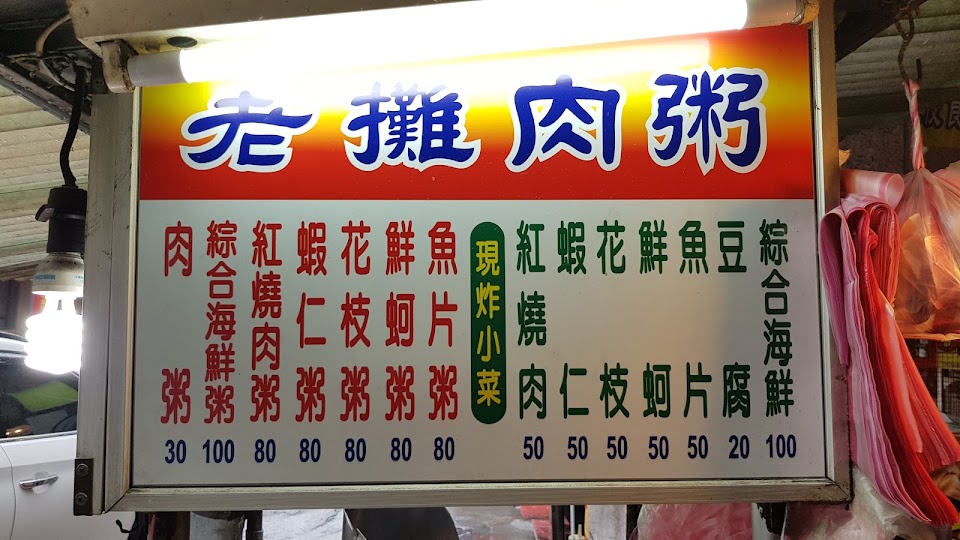 老攤肉粥
肉粥 30
綜合海鮮粥 100
紅燒肉粥 80
蝦仁粥 80
花枝粥 80
鮮蚵粥 80
魚片粥 80
現炸小菜
紅燒肉 50
蝦仁 50
花枝 50
鮮蚵 50
魚片 50
豆腐 20
綜合海鮮 100